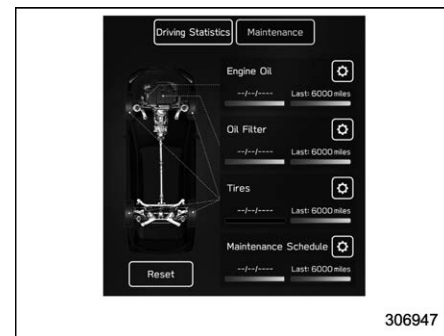 Driving Statistics Maintenance
Engine Oil
--/--/---- Last: 6000 miles
Oil Filter
--/--/---- Last: 6000 miles
Tires
--/--/---- Last: 6000 miles
Maintenance Schedule
--/--/---- Last: 6000 miles
Reset
306947